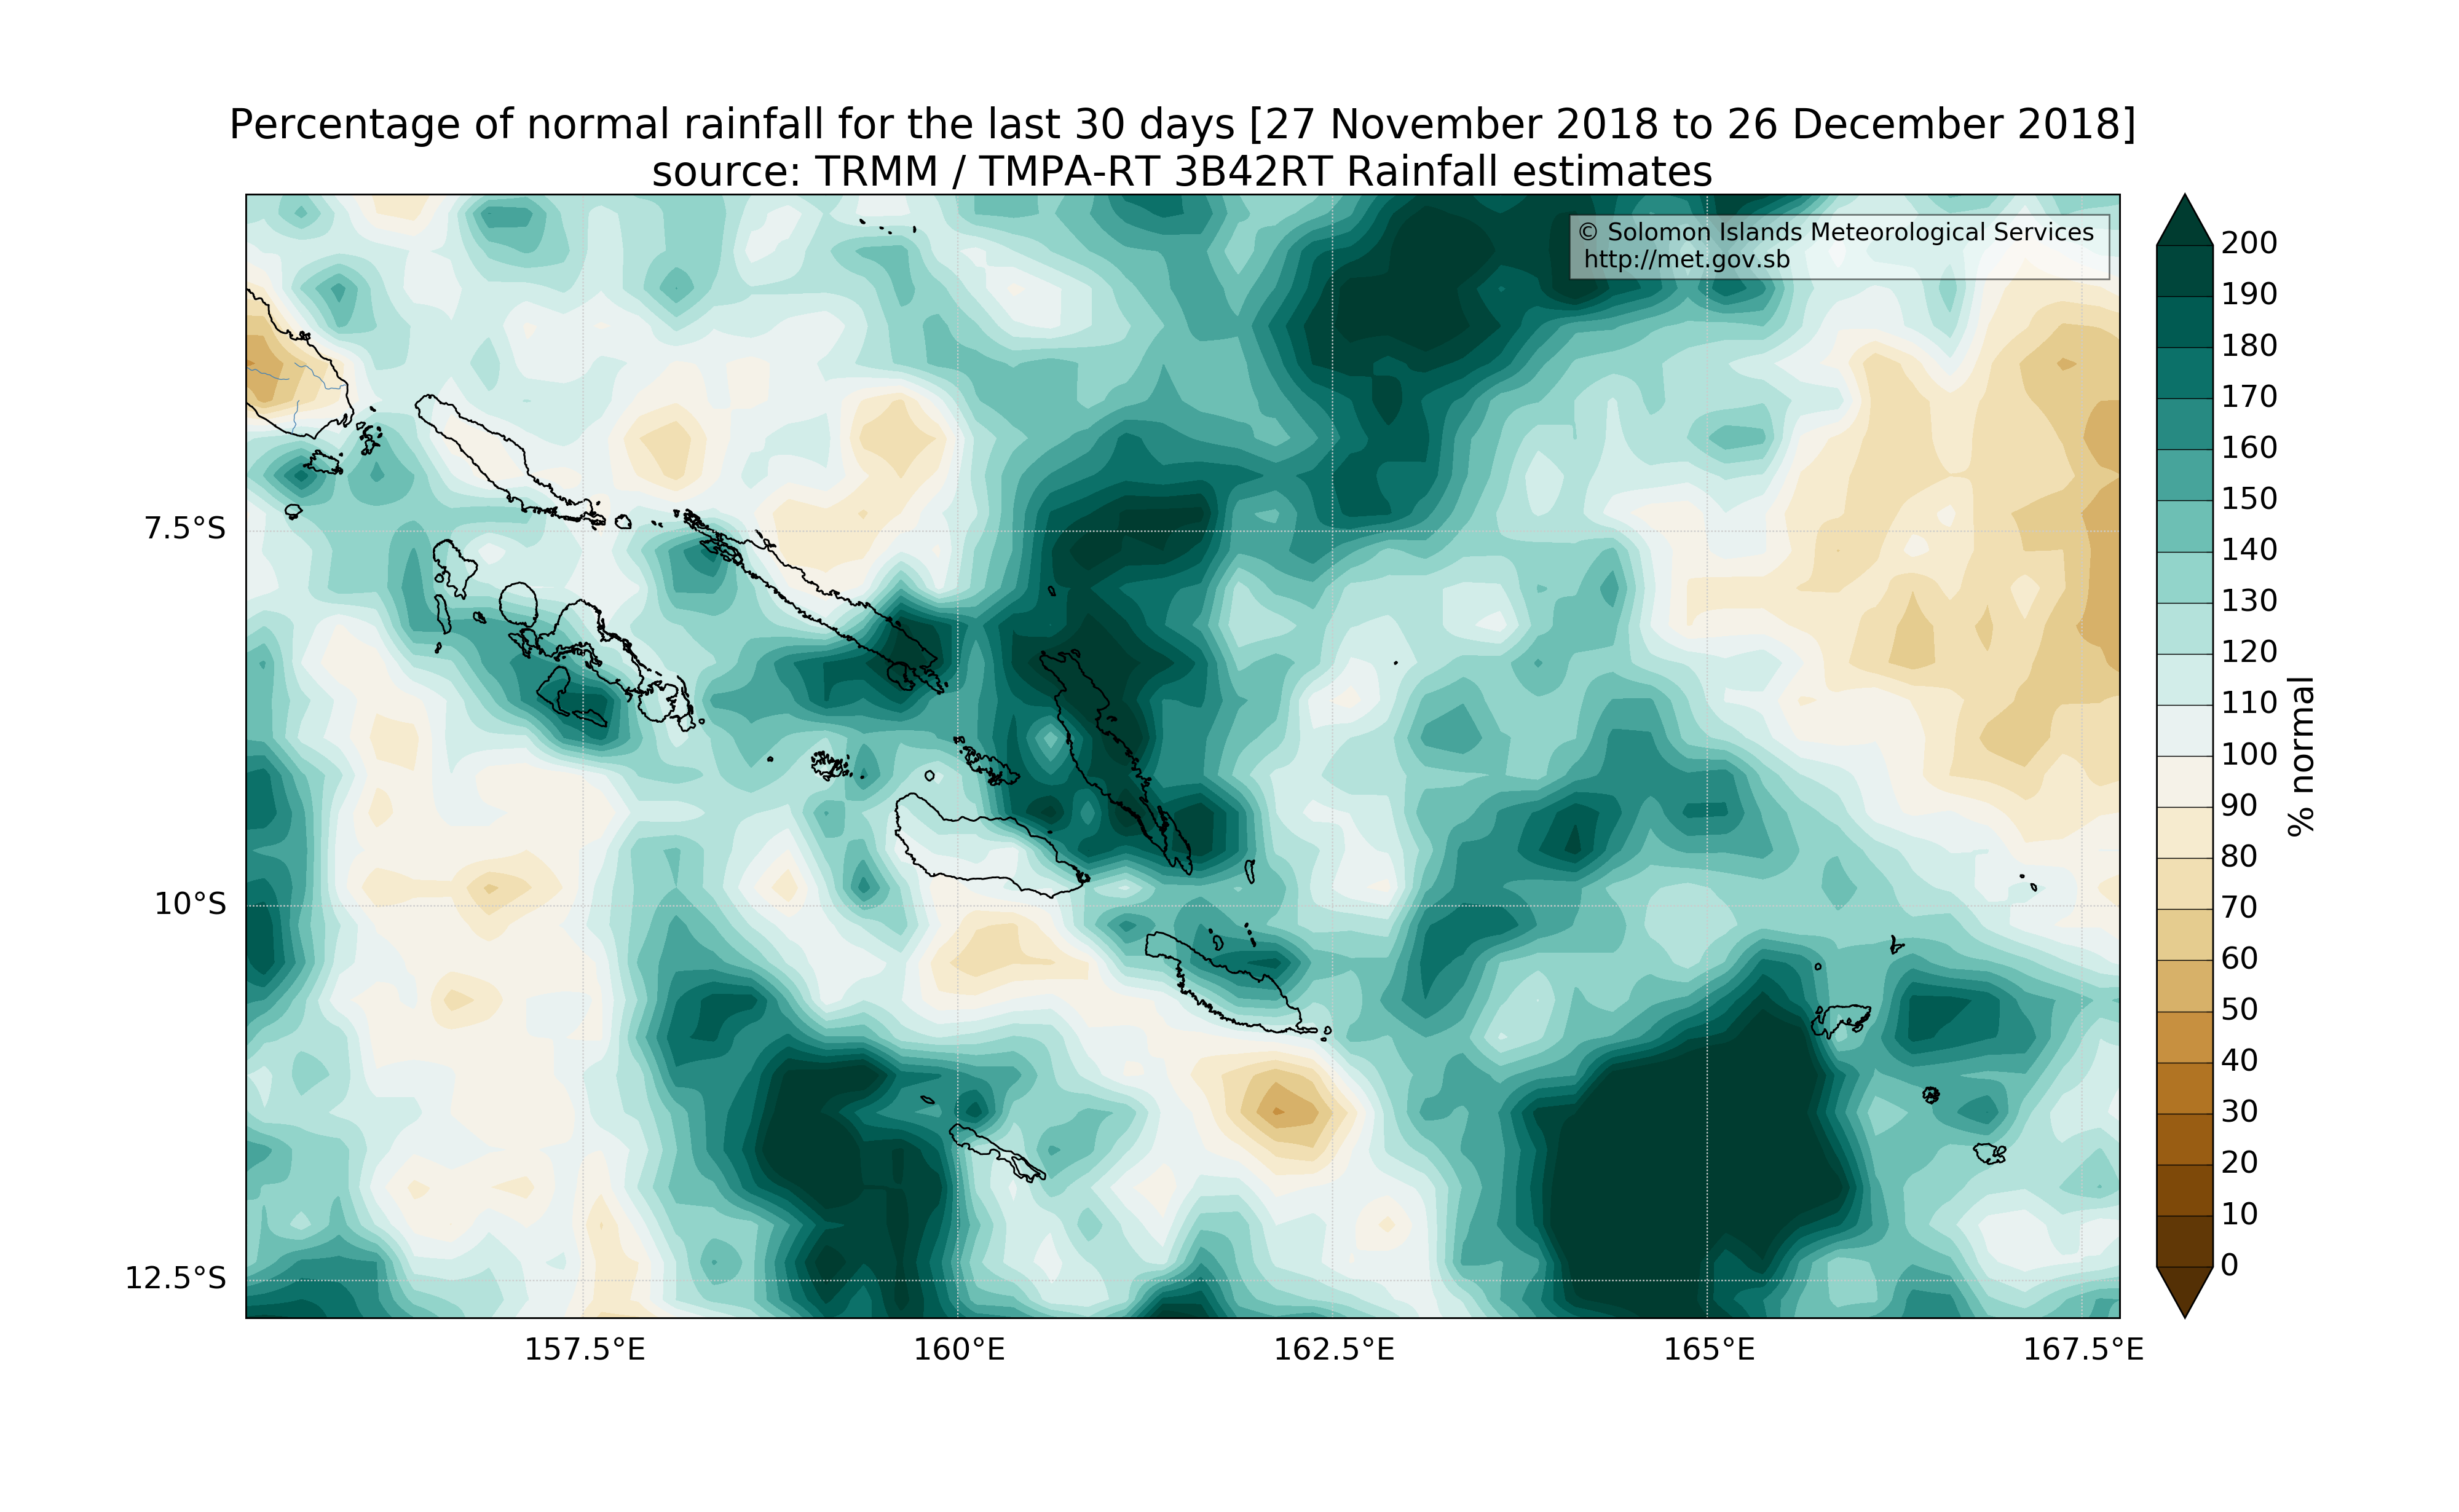 Percentage of normal rainfall for the last 30 days [27 November 2018 to 26 December 2018]
source: TRMM / TMPA-RT 3B42RT Rainfall estimates
© Solomon Islands Meteorological Services
http://met.gov.sb
7.5°S
10°S
12.5°S
157.5°E
160°E
162.5°E
165°E
167.5°E
200
190
180
170
160
150
140
130
120
110
100
90
80
70
60
50
40
30
20
10
0
% normal